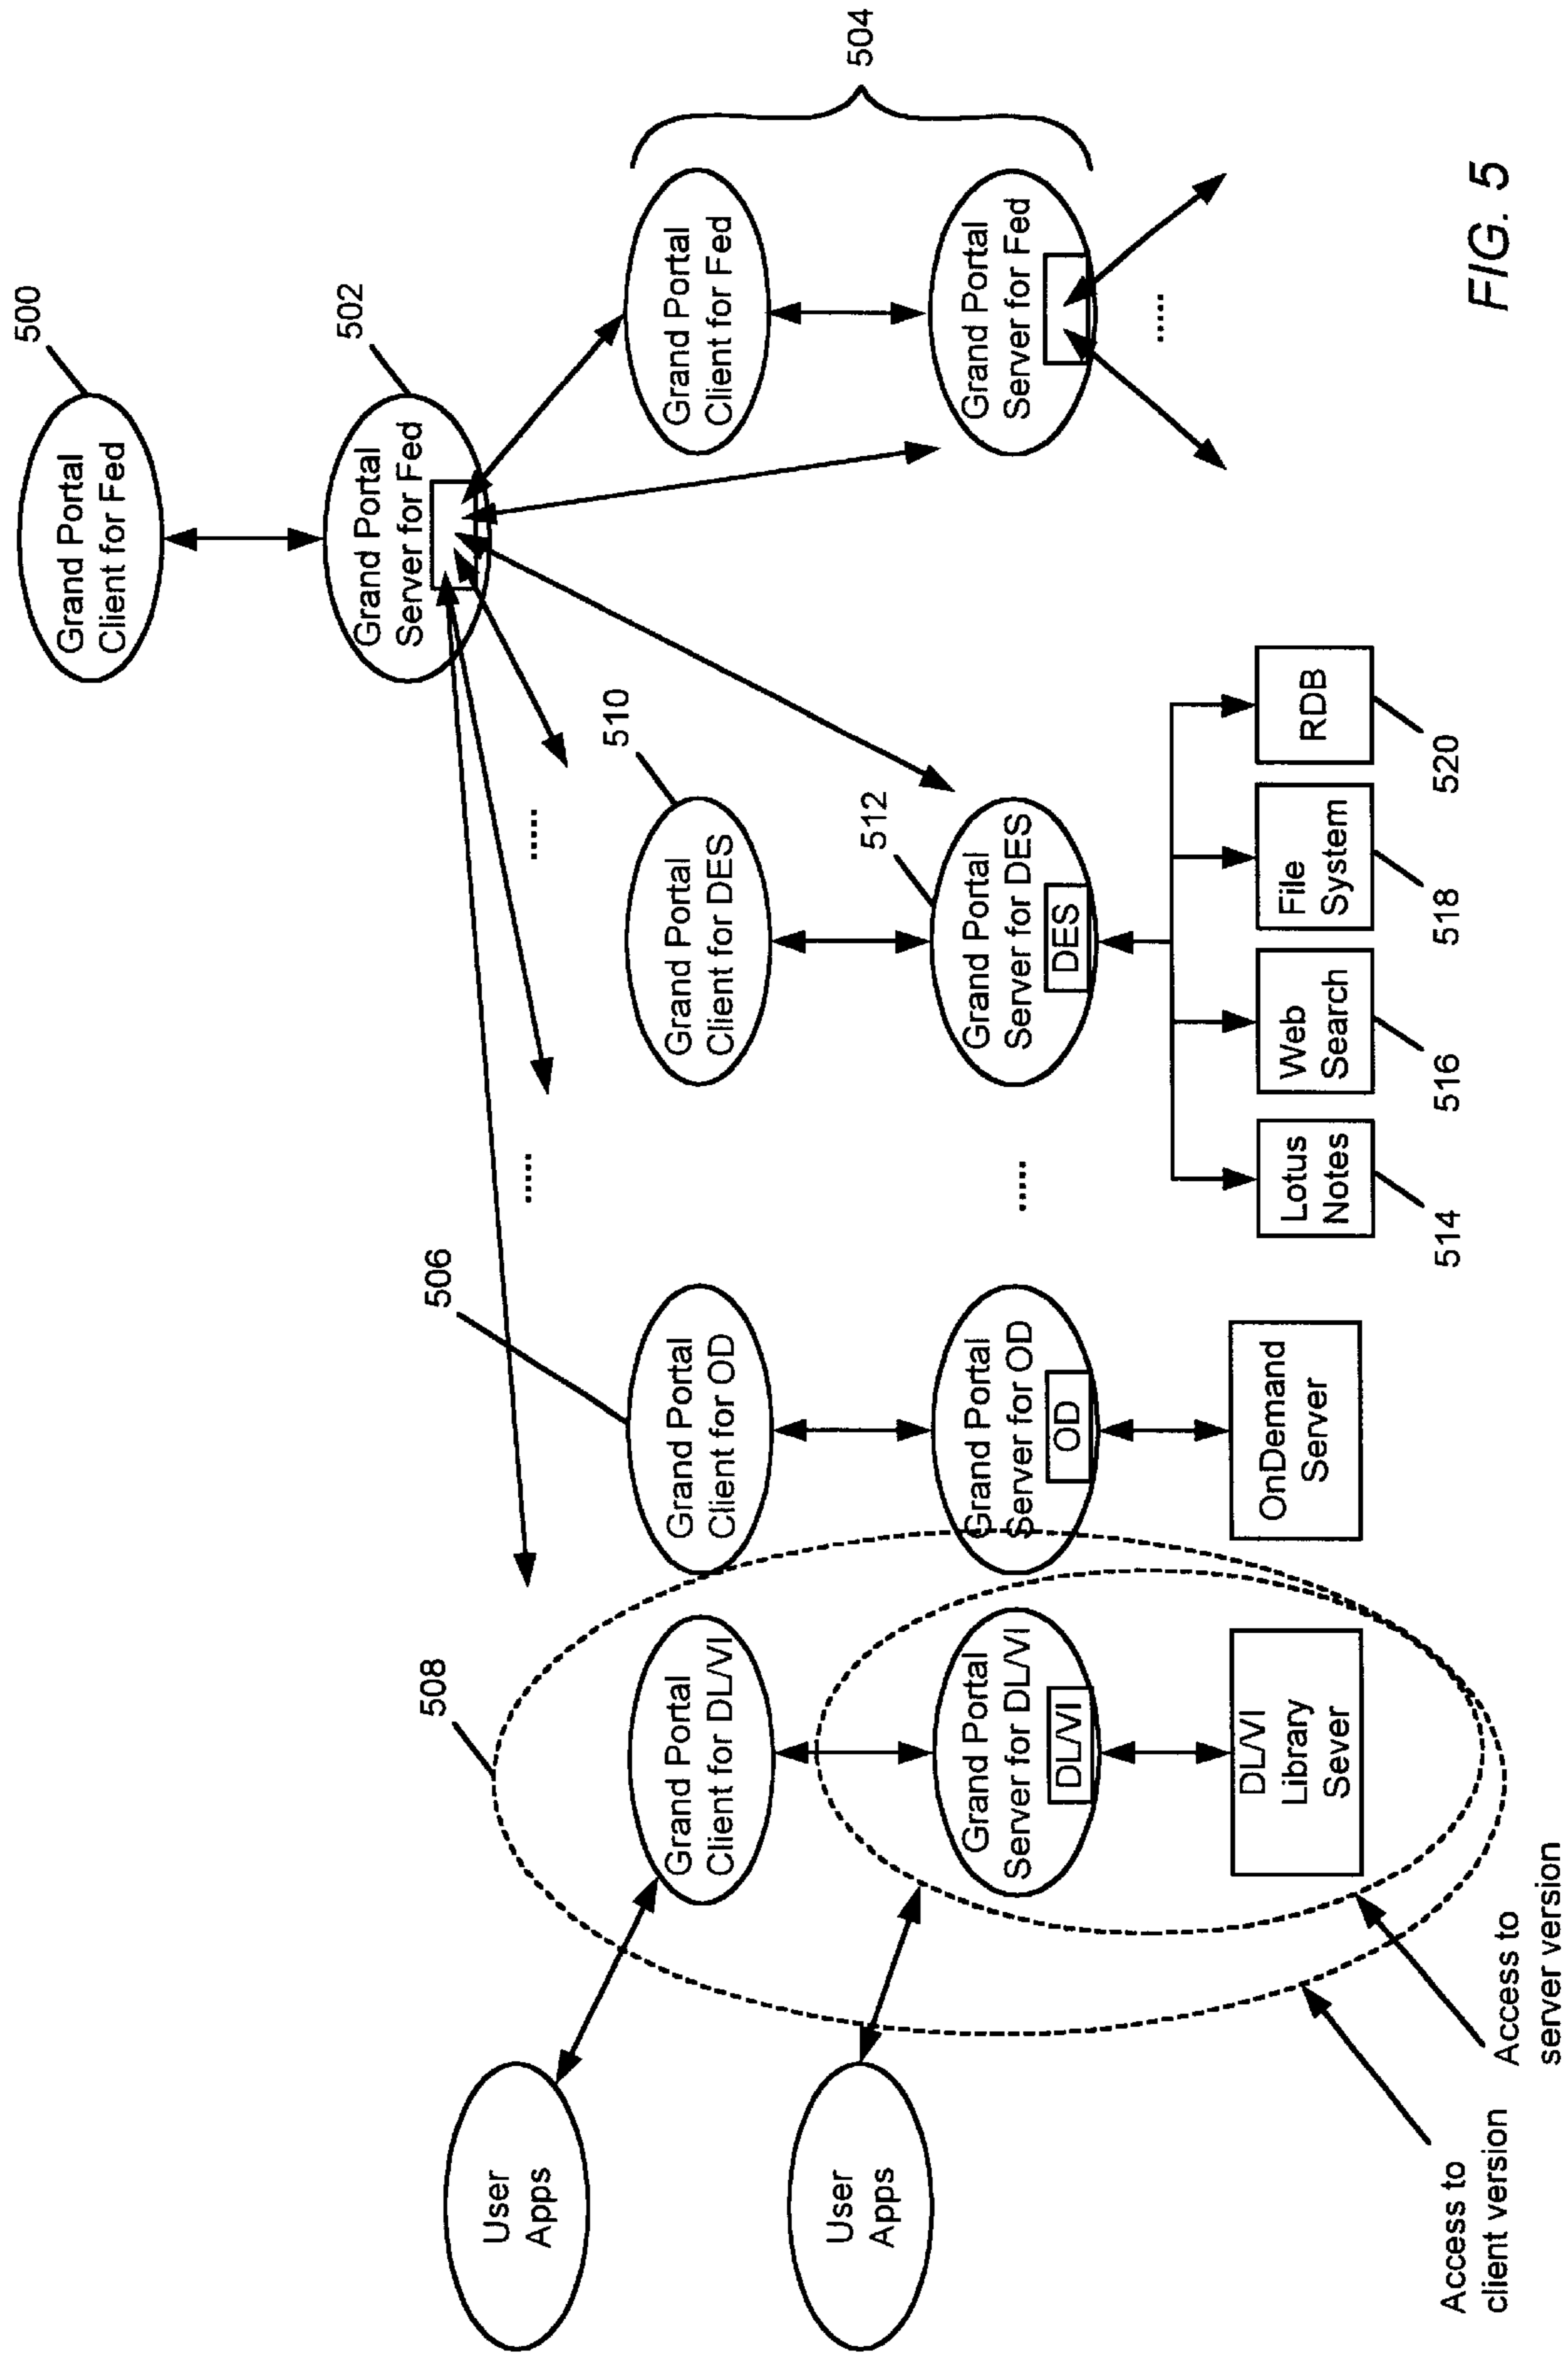 500
Grand Portal
Client for Fed
502
Grand Portal
Server for Fed
504
Grand Portal
Client for Fed
Grand Portal
Server for Fed
.....
.....
.....
506
508
510
User
Apps
Grand Portal
Client for DL/VI
Grand Portal
Client for OD
Grand Portal
Client for DES
512
User
Apps
Grand Portal
Server for DL/VI
DL/VI
Grand Portal
Server for OD
OD
.....
Grand Portal
Server for DES
DES
DL/VI
Library
Sever
OnDemand
Server
Lotus
Notes
Web
Search
File
System
RDB
514
516
518
520
Access to
client version
Access to
server version
FIG. 5